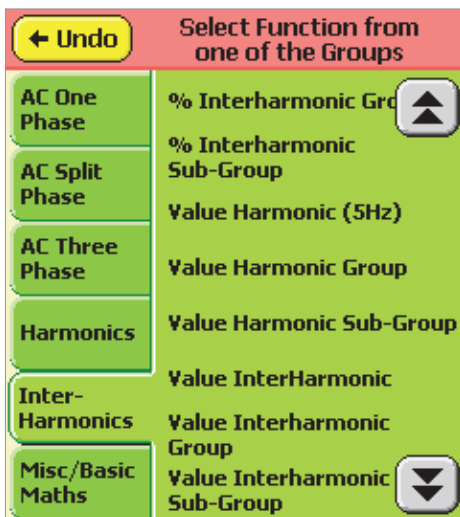 ← Undo
Select Function from
one of the Groups
AC One
Phase
AC Split
Phase
AC Three
Phase
Harmonics
Inter-
Harmonics
Misc/Basic
Maths
% Interharmonic
% Interharmonic
Sub-Group
Value Harmonic (5Hz)
Value Harmonic Group
Value Harmonic Sub-Group
Value InterHarmonic
Value Interharmonic
Group
Value Interharmonic
Sub-Group